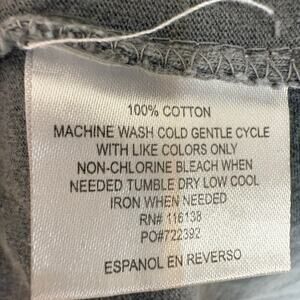 100% COTTON
MACHINE WASH COLD GENTLE CYCLE
WITH LIKE COLORS ONLY
NON-CHLORINE BLEACH WHEN
NEEDED TUMBLE DRY LOW COOL
IRON WHEN NEEDED
RN# 116138
PO#722392
ESPANOL EN REVERSO